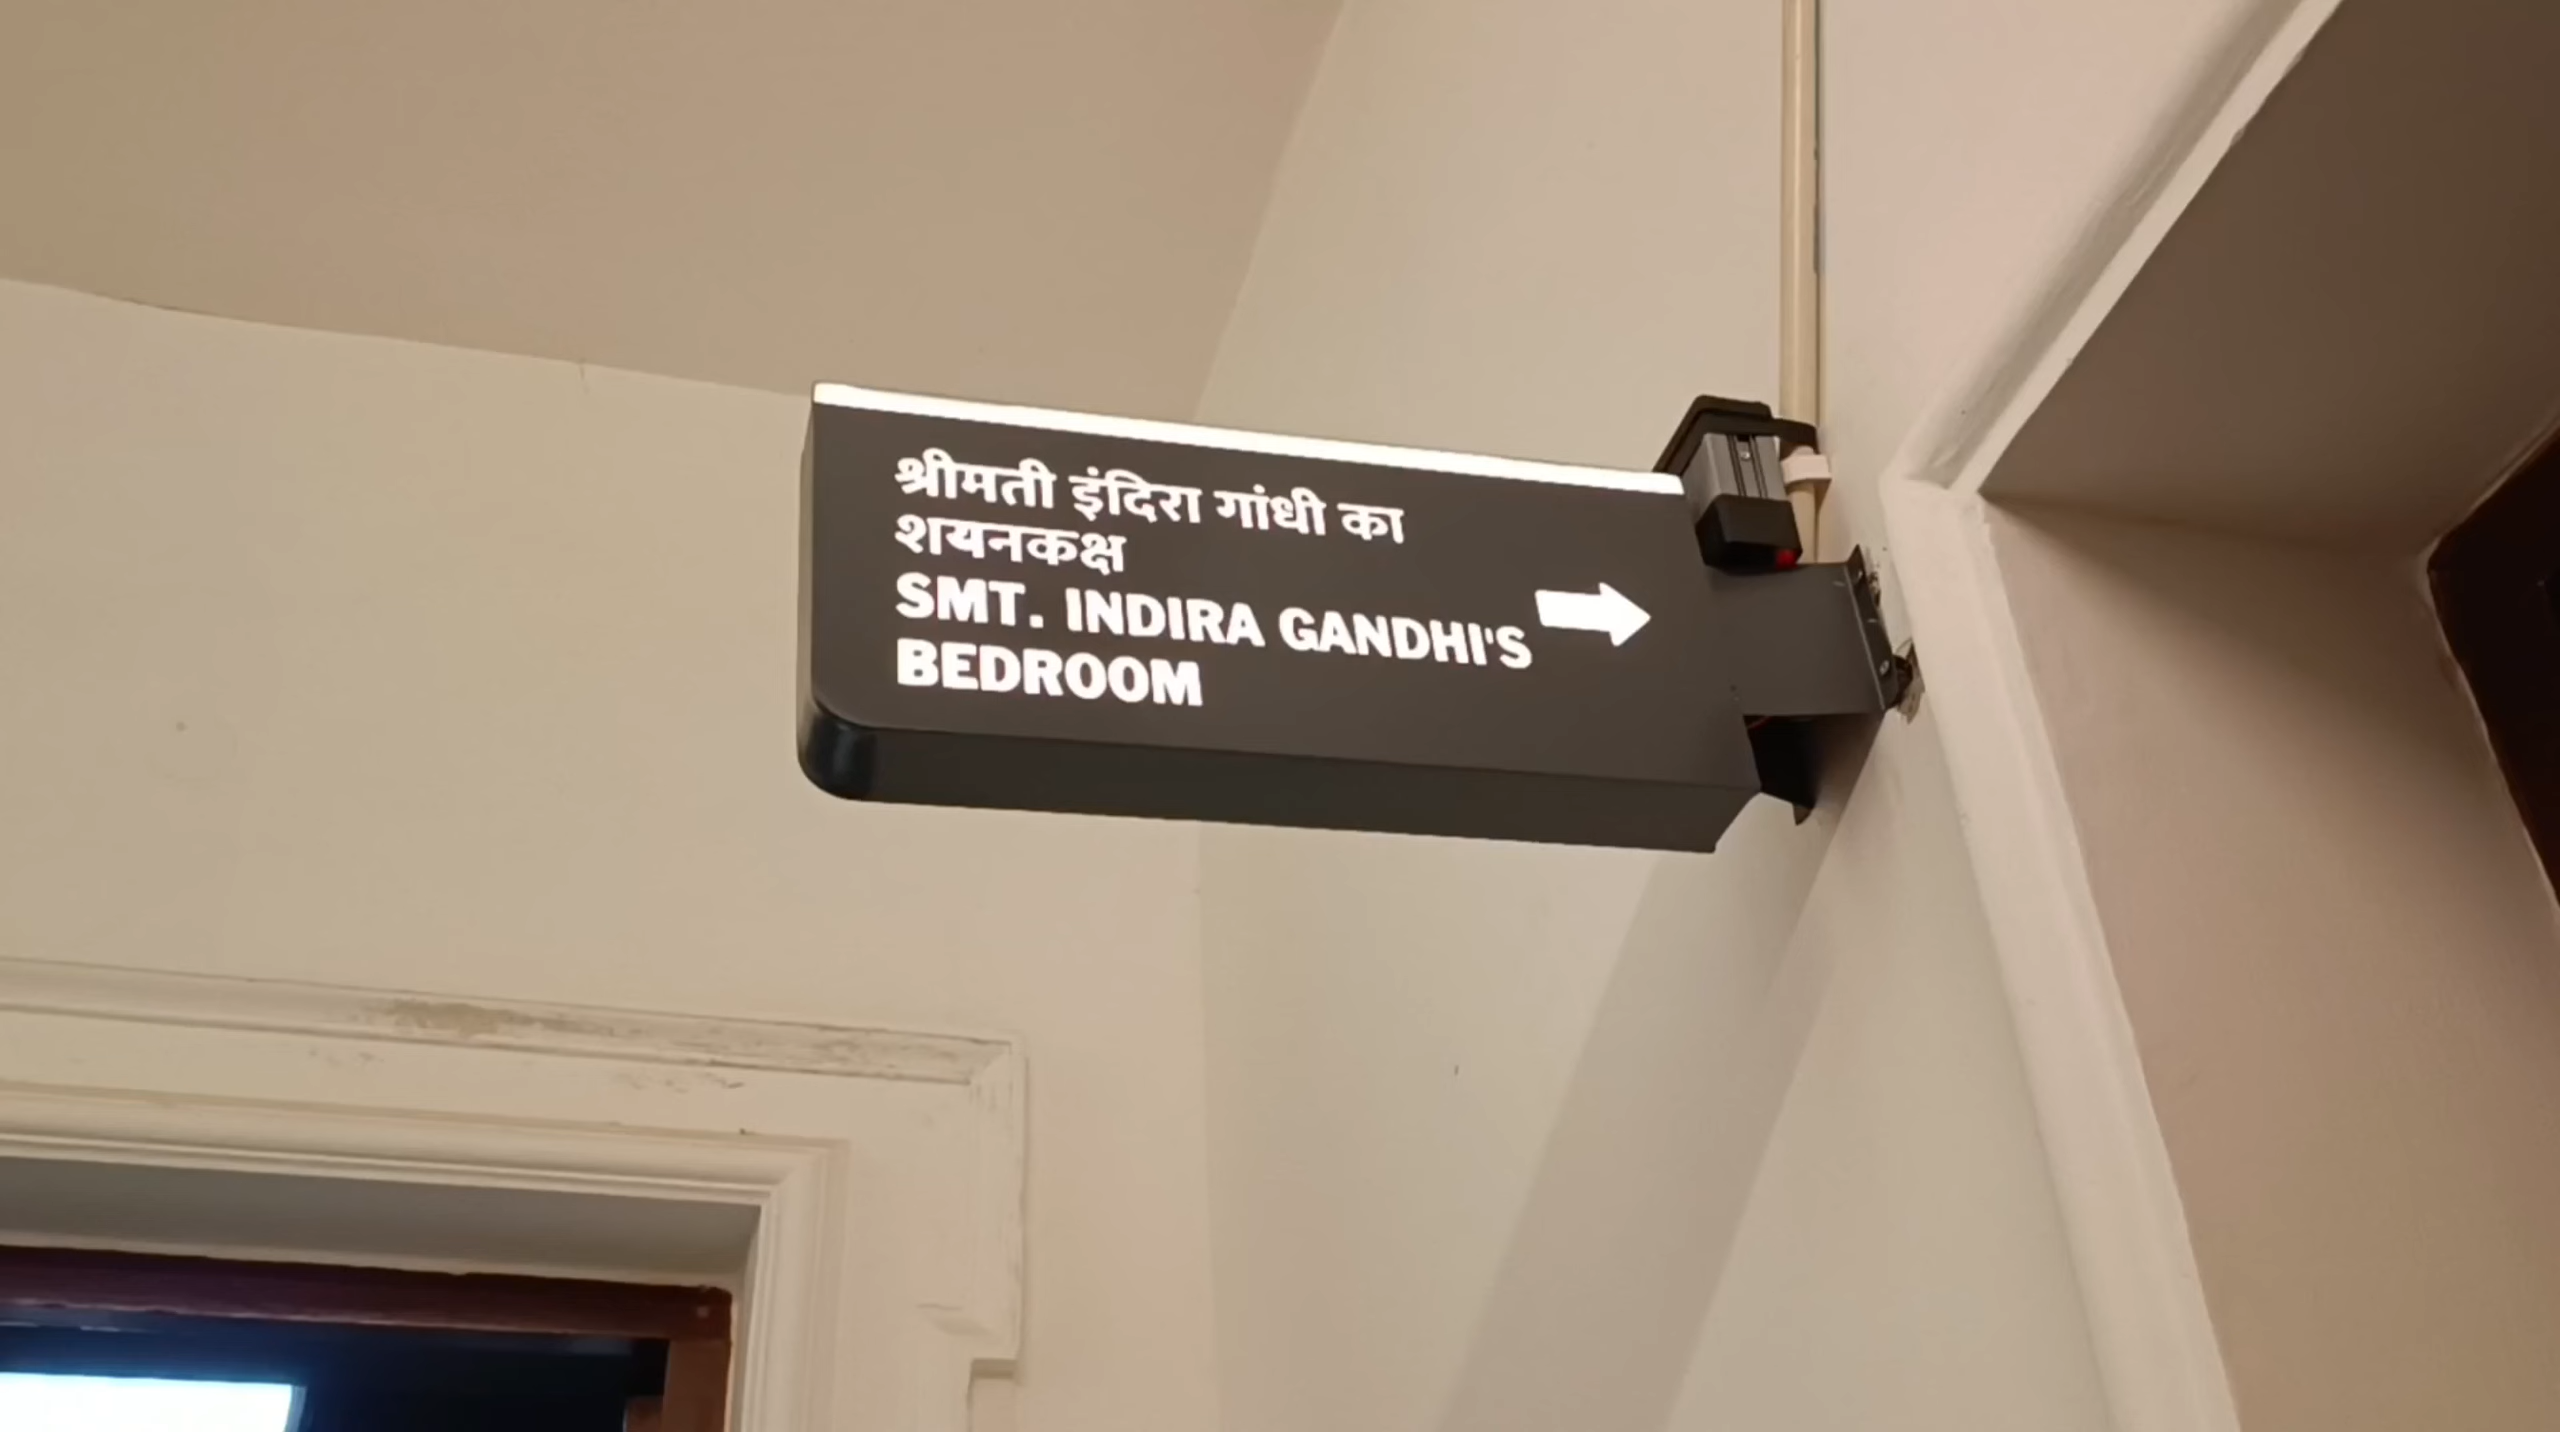 श्रीमती इंदिरा गांधी का
शयनकक्ष
SMT. INDIRA GANDHI'S
BEDROOM